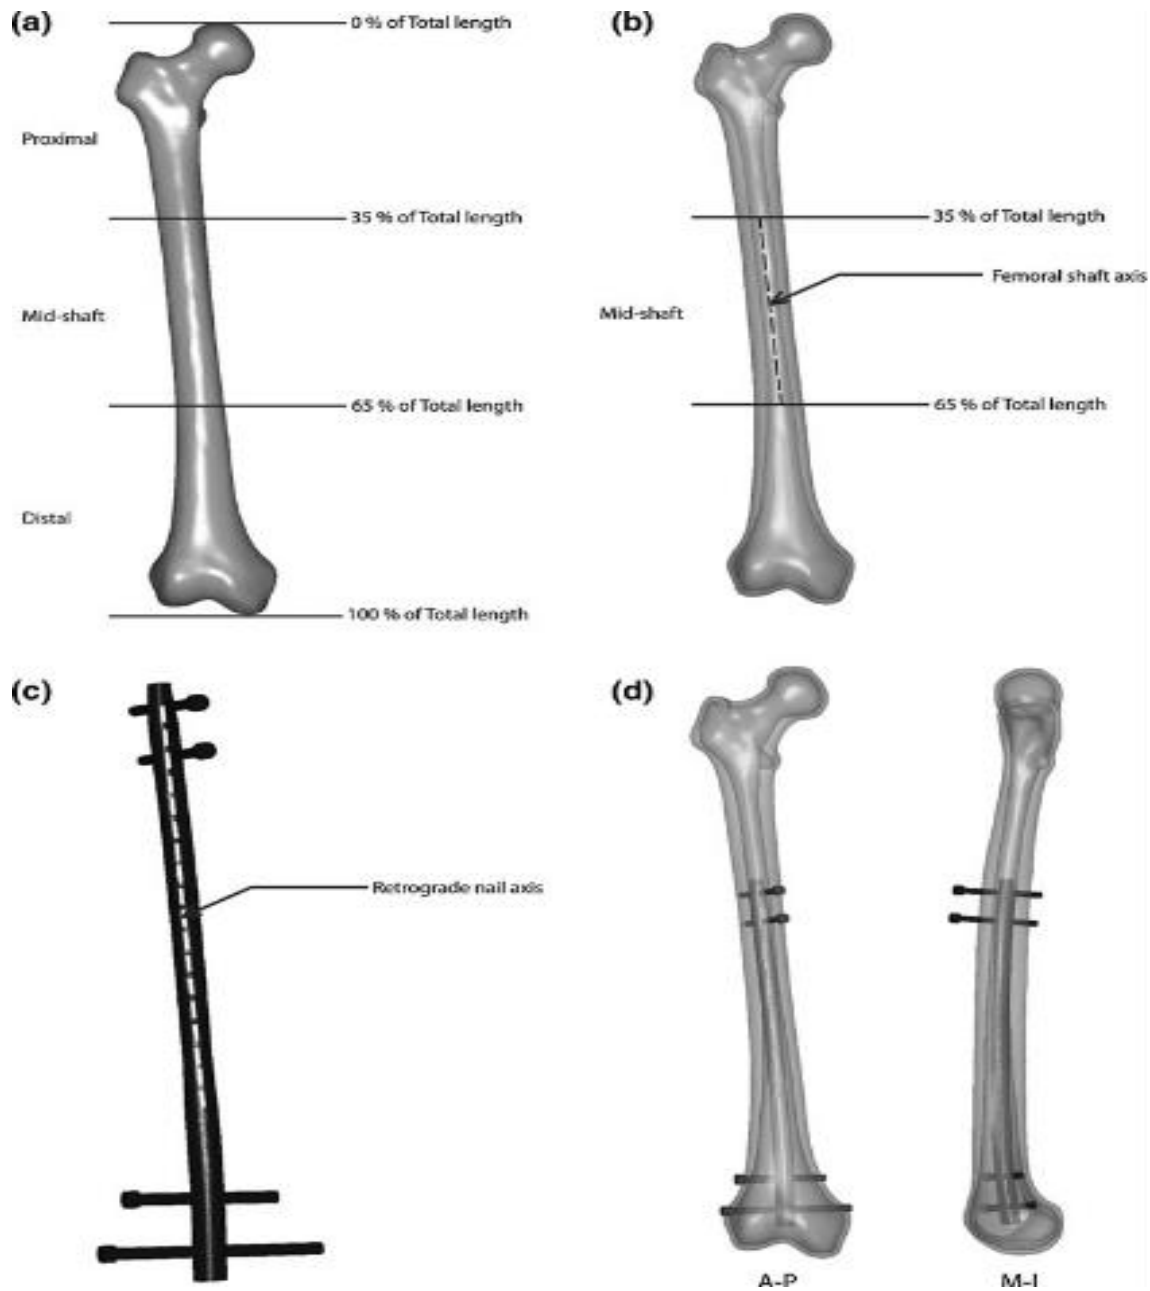 (a)
0 % of Total length
Proximal
35 % of Total length
Mid-shaft
65 % of Total length
Distal
100 % of Total length
(b)
35 % of Total length
Femoral shaft axis
Mid-shaft
65 % of Total length
(c)
Retrograde nail axis
(d)
A-P